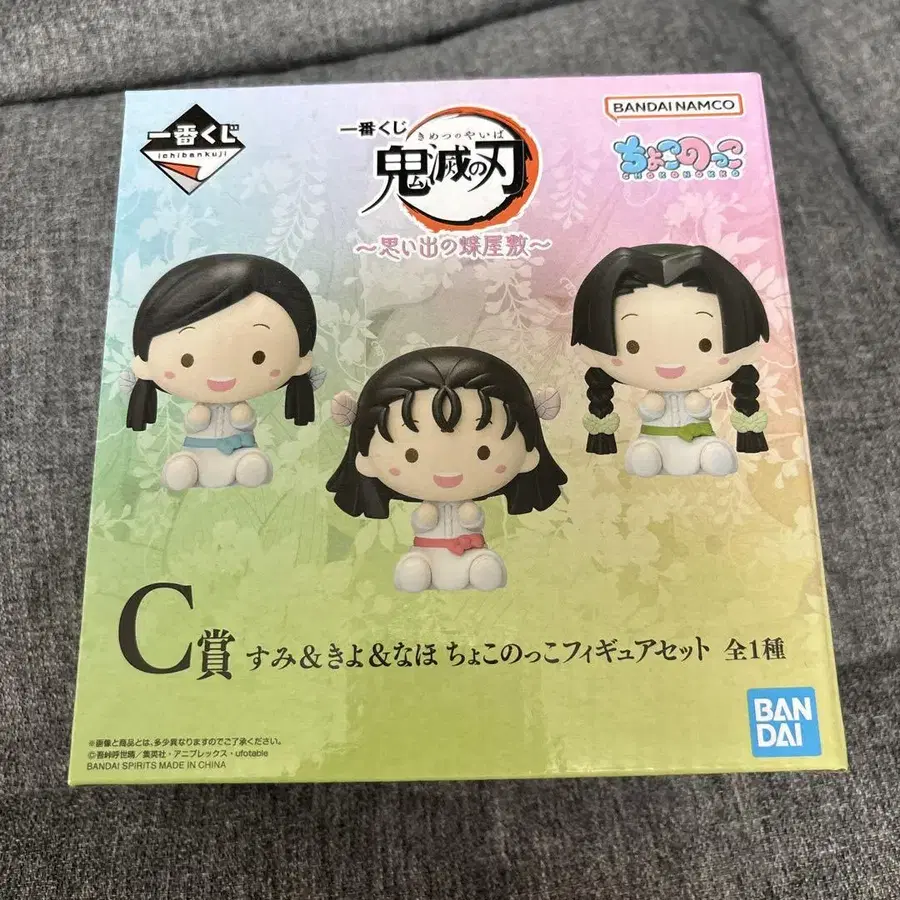 一番くじ
ichibankuji
一番くじ
きめつのやいば
鬼滅の刃
～思い出の蝶屋敷～
BANDAI NAMCO
ちょこのっこ
CHOKONOKKO
C賞 すみ&きよ&なほ ちょこのっこフィギュアセット 全1種
※画像と商品とは、多少異なりますのでご了承ください。
©吾峠呼世晴／集英社・アニプレックス・ufotable
BANDAI SPIRITS MADE IN CHINA
BAN
DAI